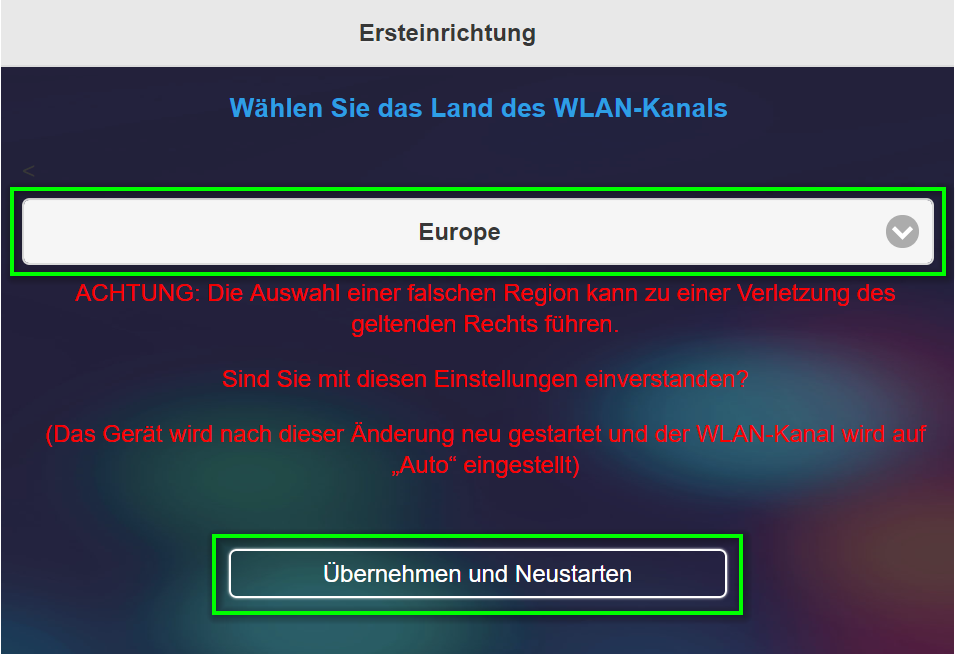 Ersteinrichtung
Wählen Sie das Land des WLAN-Kanals
<
Europe
ACHTUNG: Die Auswahl einer falschen Region kann zu einer Verletzung des
geltenden Rechts führen.
Sind Sie mit diesen Einstellungen einverstanden?
(Das Gerät wird nach dieser Änderung neu gestartet und der WLAN-Kanal wird auf
„Auto“ eingestellt)
Übernehmen und Neustarten